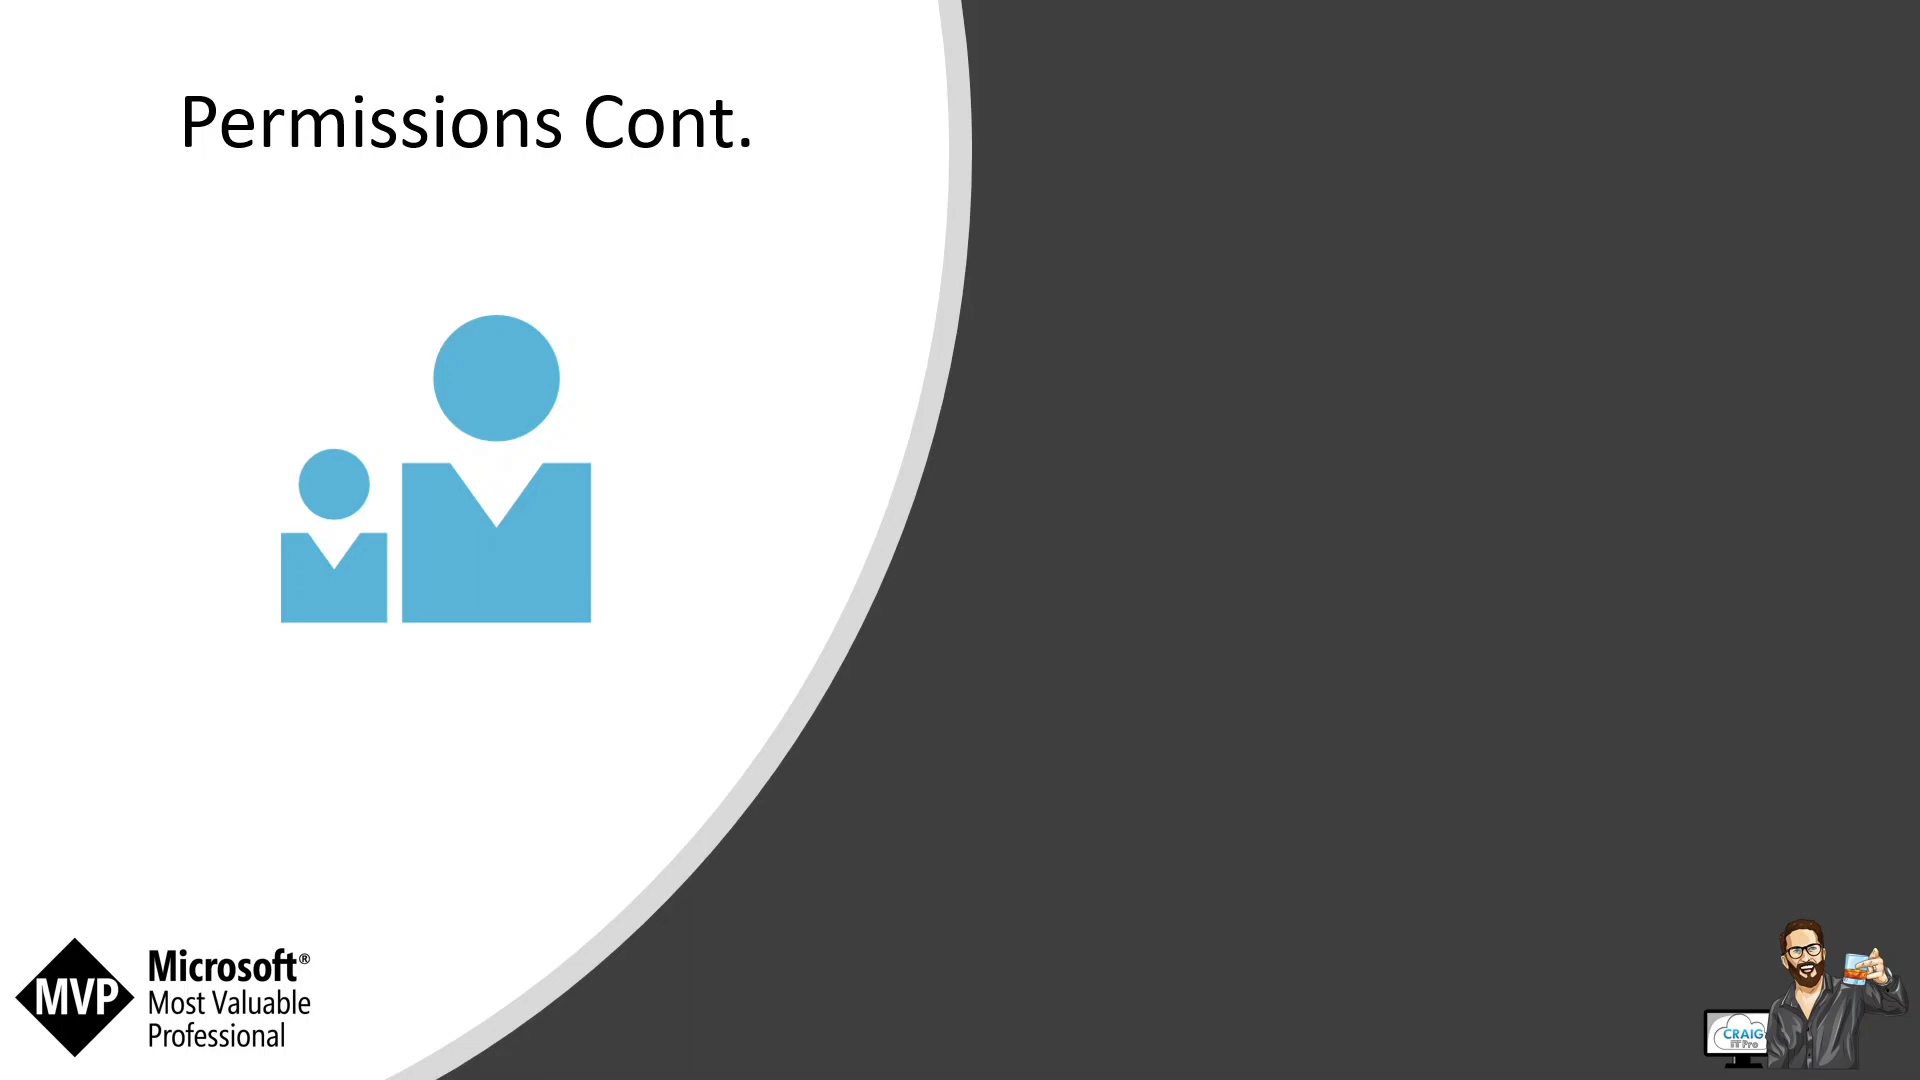 Permissions Cont.
MVP
Microsoft®
Most Valuable
Professional
CRAIG
IT Pro